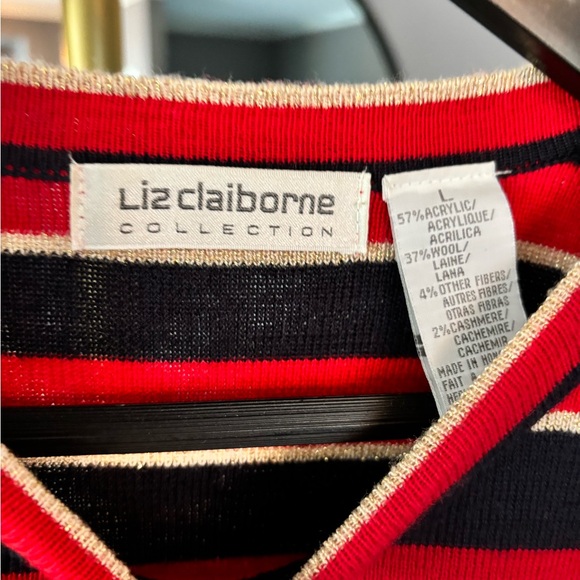 Liz claiborne
COLLECTION
L
57% ACRYLIC/
ACRYLIQUE/
ACRILICA
37% WOOL/
LAINE/
LANA
4% OTHER FIBERS/
AUTRES FIBRES/
OTRAS FIBRAS
2% CASHMERE/
CACHEMIRE/
CACHEMIR
MADE IN
FAIT A